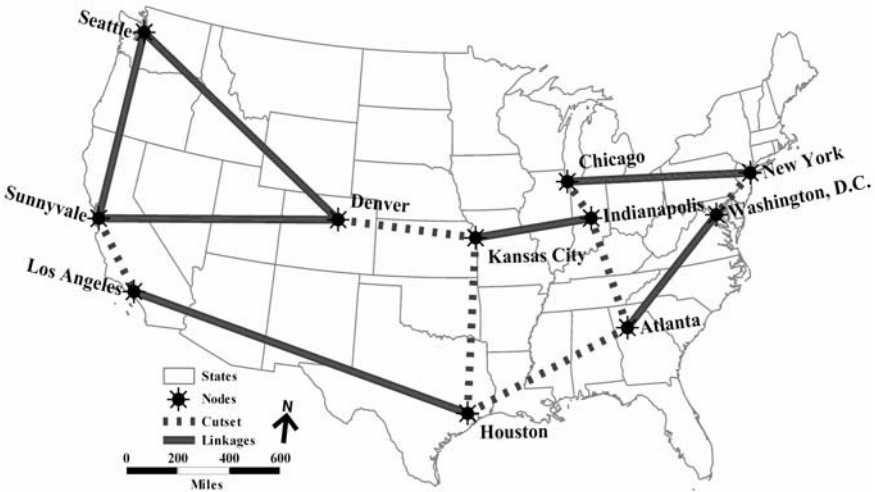 Seattle
Chicago
New York
Sunnyvale
Denver
Indianapolis
Washington, D.C.
Kansas City
Los Angeles
Atlanta
States
Nodes
N
Cutset
Houston
Linkages
0 200 400 600
Miles